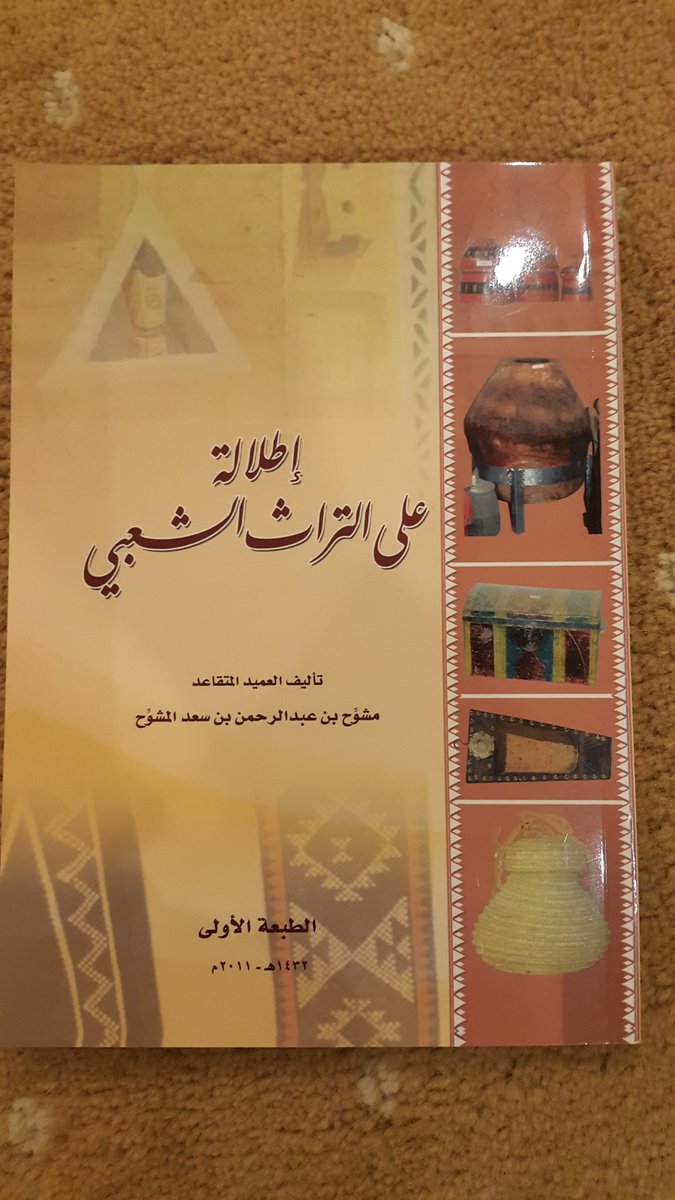 إطلالة
على التراث الشعبي
تأليف العميد المتقاعد
مشوِّح بن عبدالرحمن بن سعد المشوِّح
الطبعة الأولى
١٤٣٢هـ - ٢٠١١م